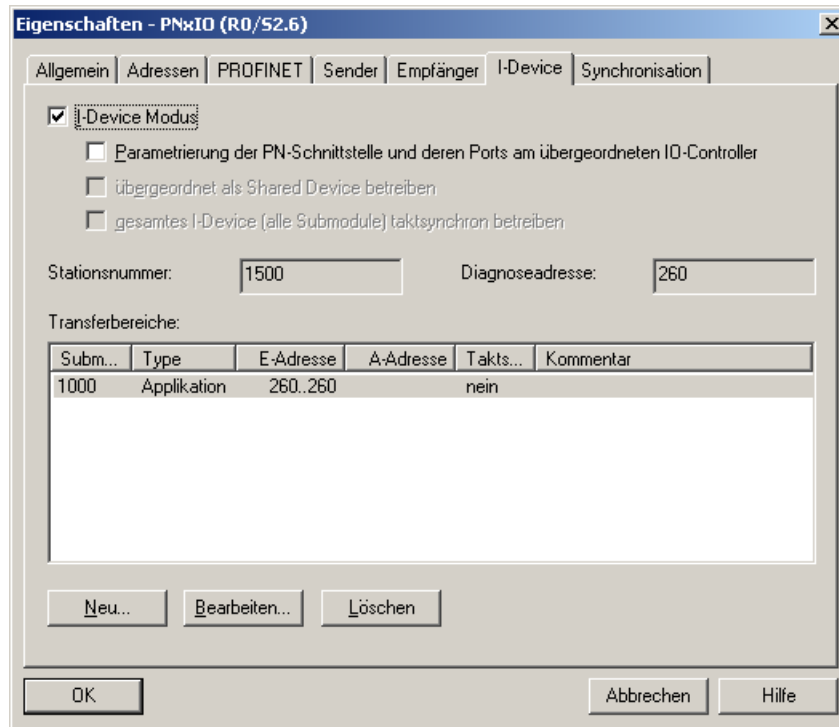 Eigenschaften - PNxIO (R0/S2.6)
Allgemein Adressen PROFINET Sender Empfänger I-Device Synchronisation
I-Device Modus
Parametrierung der PN-Schnittstelle und deren Ports am übergeordneten IO-Controller
übergeordnet als Shared Device betreiben
gesamtes I-Device (alle Submodule) taktsynchron betreiben
Stationsnummer: 1500 Diagnoseadresse: 260
Transferbereiche:
Subm... Type E-Adresse A-Adresse Takts... Kommentar
1000 Applikation 260..260 nein
Neu... Bearbeiten... Löschen
OK Abbrechen Hilfe